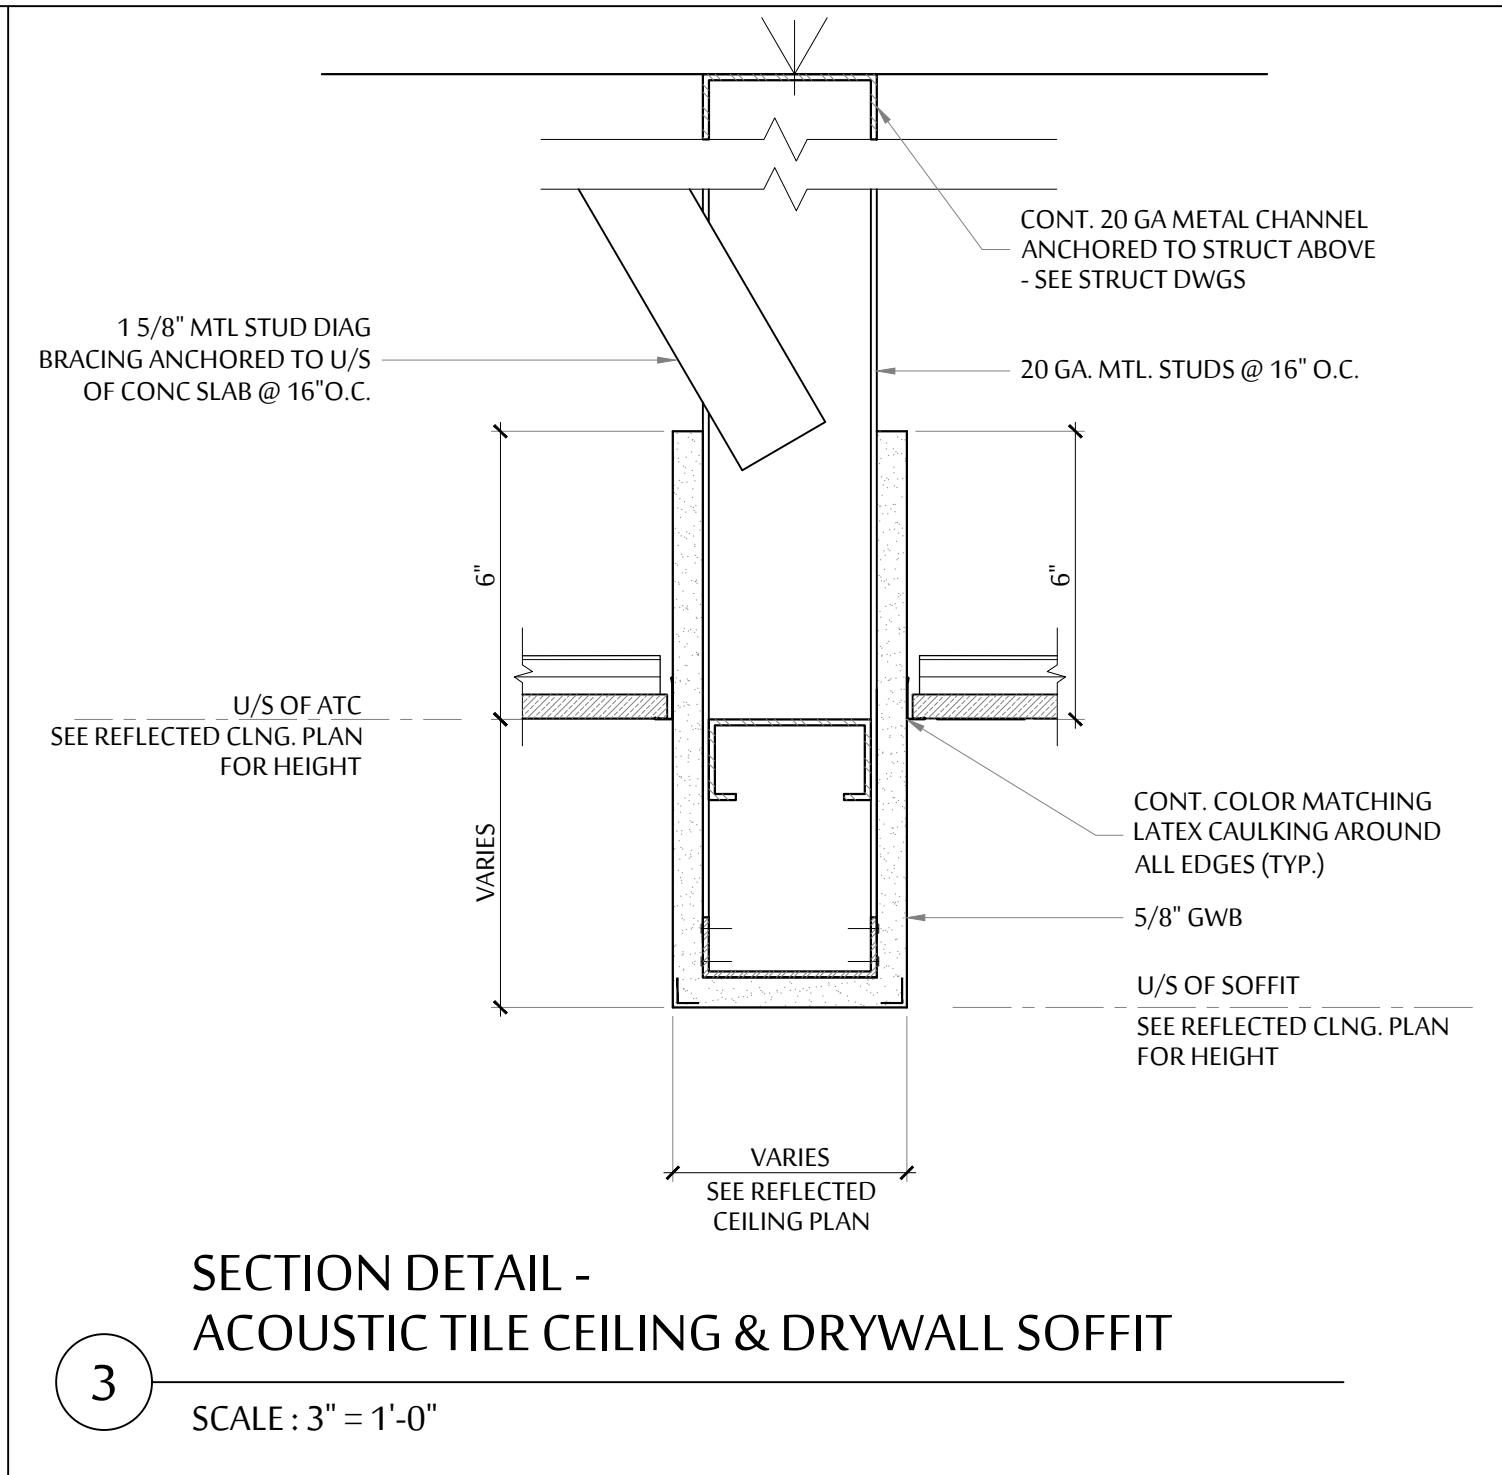 CONT. 20 GA METAL CHANNEL
ANCHORED TO STRUCT ABOVE
- SEE STRUCT DWGS
1 5/8" MTL STUD DIAG
BRACING ANCHORED TO U/S
OF CONC SLAB @ 16"O.C.
20 GA. MTL. STUDS @ 16" O.C.
6"
6"
U/S OF ATC
SEE REFLECTED CLNG. PLAN
FOR HEIGHT
VARIES
CONT. COLOR MATCHING
LATEX CAULKING AROUND
ALL EDGES (TYP.)
5/8" GWB
U/S OF SOFFIT
SEE REFLECTED CLNG. PLAN
FOR HEIGHT
VARIES
SEE REFLECTED
CEILING PLAN
SECTION DETAIL -
ACOUSTIC TILE CEILING & DRYWALL SOFFIT
3
SCALE : 3" = 1'-0"